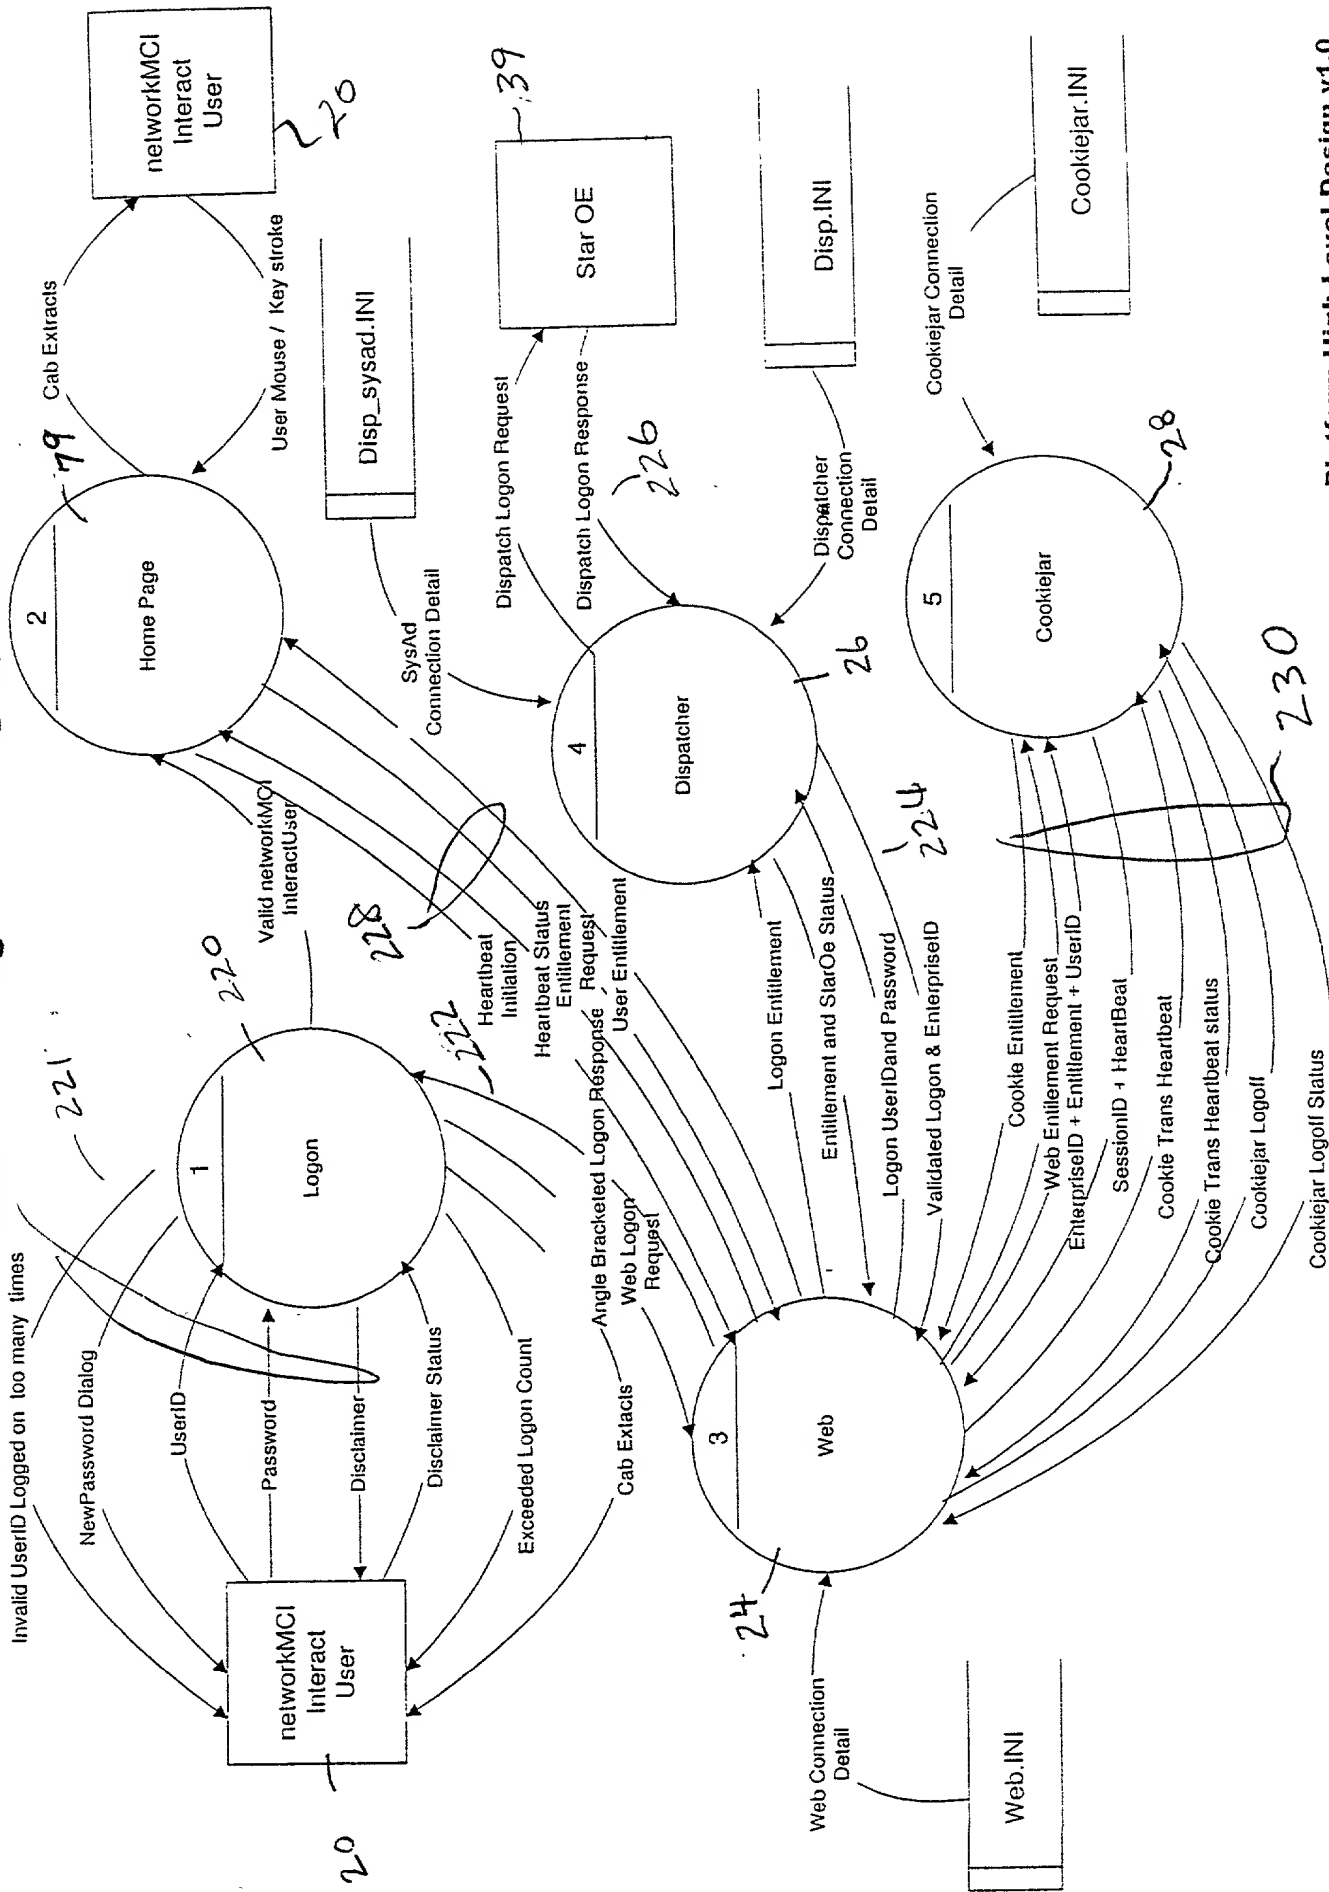 networkMCI
Interact
User
20
Invalid UserID Logged on too many times
NewPassword Dialog
UserID
Password
Disclaimer
Disclaimer Status
Exceeded Logon Count
Cab Extacts
221
1
Logon
220
222
Valid networkMCI
InteractUser
2
Home Page
79
Cab Extracts
User Mouse / Key stroke
networkMCI
Interact
User
20
228
Heartbeat
Initiation
Heartbeat Status
Entitlement
Request
User Entitlement
Angle Bracketed Logon Response
Web Logon
Request
Disp_sysad.INI
SysAd
Connection Detail
4
Dispatcher
26
Dispatch Logon Request
Dispatch Logon Response
226
Star OE
39
Disp.INI
Dispatcher
Connection
Detail
3
Web
24
Web Connection
Detail
Web.INI
Logon Entitlement
Entitlement and StarOe Status
Logon UserIDand Password
Validated Logon & EnterpriseID
224
Cookie Entitlement
Web Entitlement Request
EnterpriseID + Entitlement + UserID
SessionID + HeartBeat
Cookie Trans Heartbeat
Cookie Trans Heartbeat status
Cookiejar Logoff
Cookiejar Logoff Status
230
5
Cookiejar
28
Cookiejar Connection
Detail
Cookiejar.INI